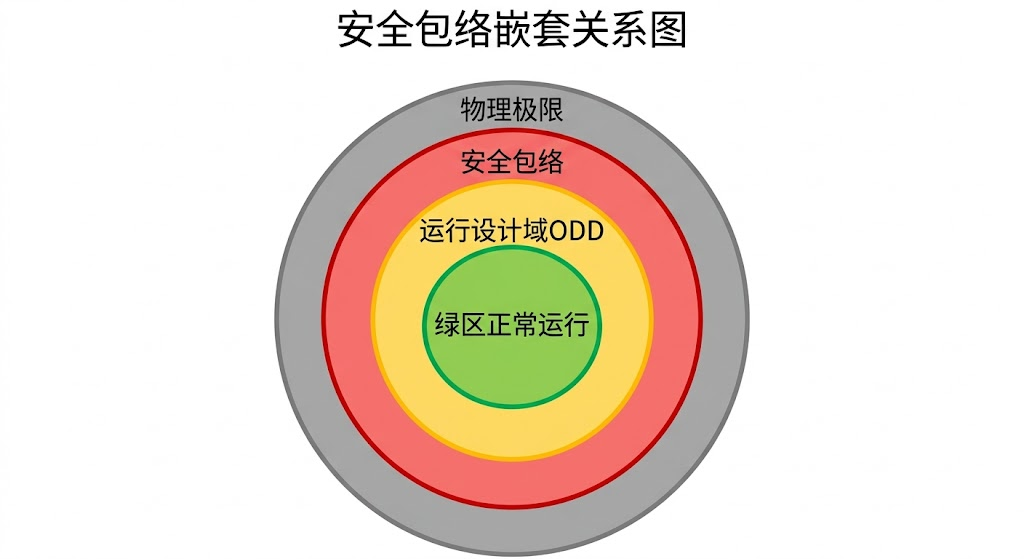 安全包络嵌套关系图
物理极限
安全包络
运行设计域ODD
绿区正常运行